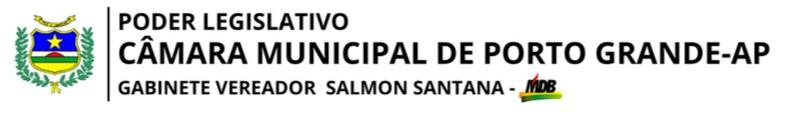 PODER LEGISLATIVO
CÂMARA MUNICIPAL DE PORTO GRANDE-AP
GABINETE VEREADOR SALMON SANTANA - MDB